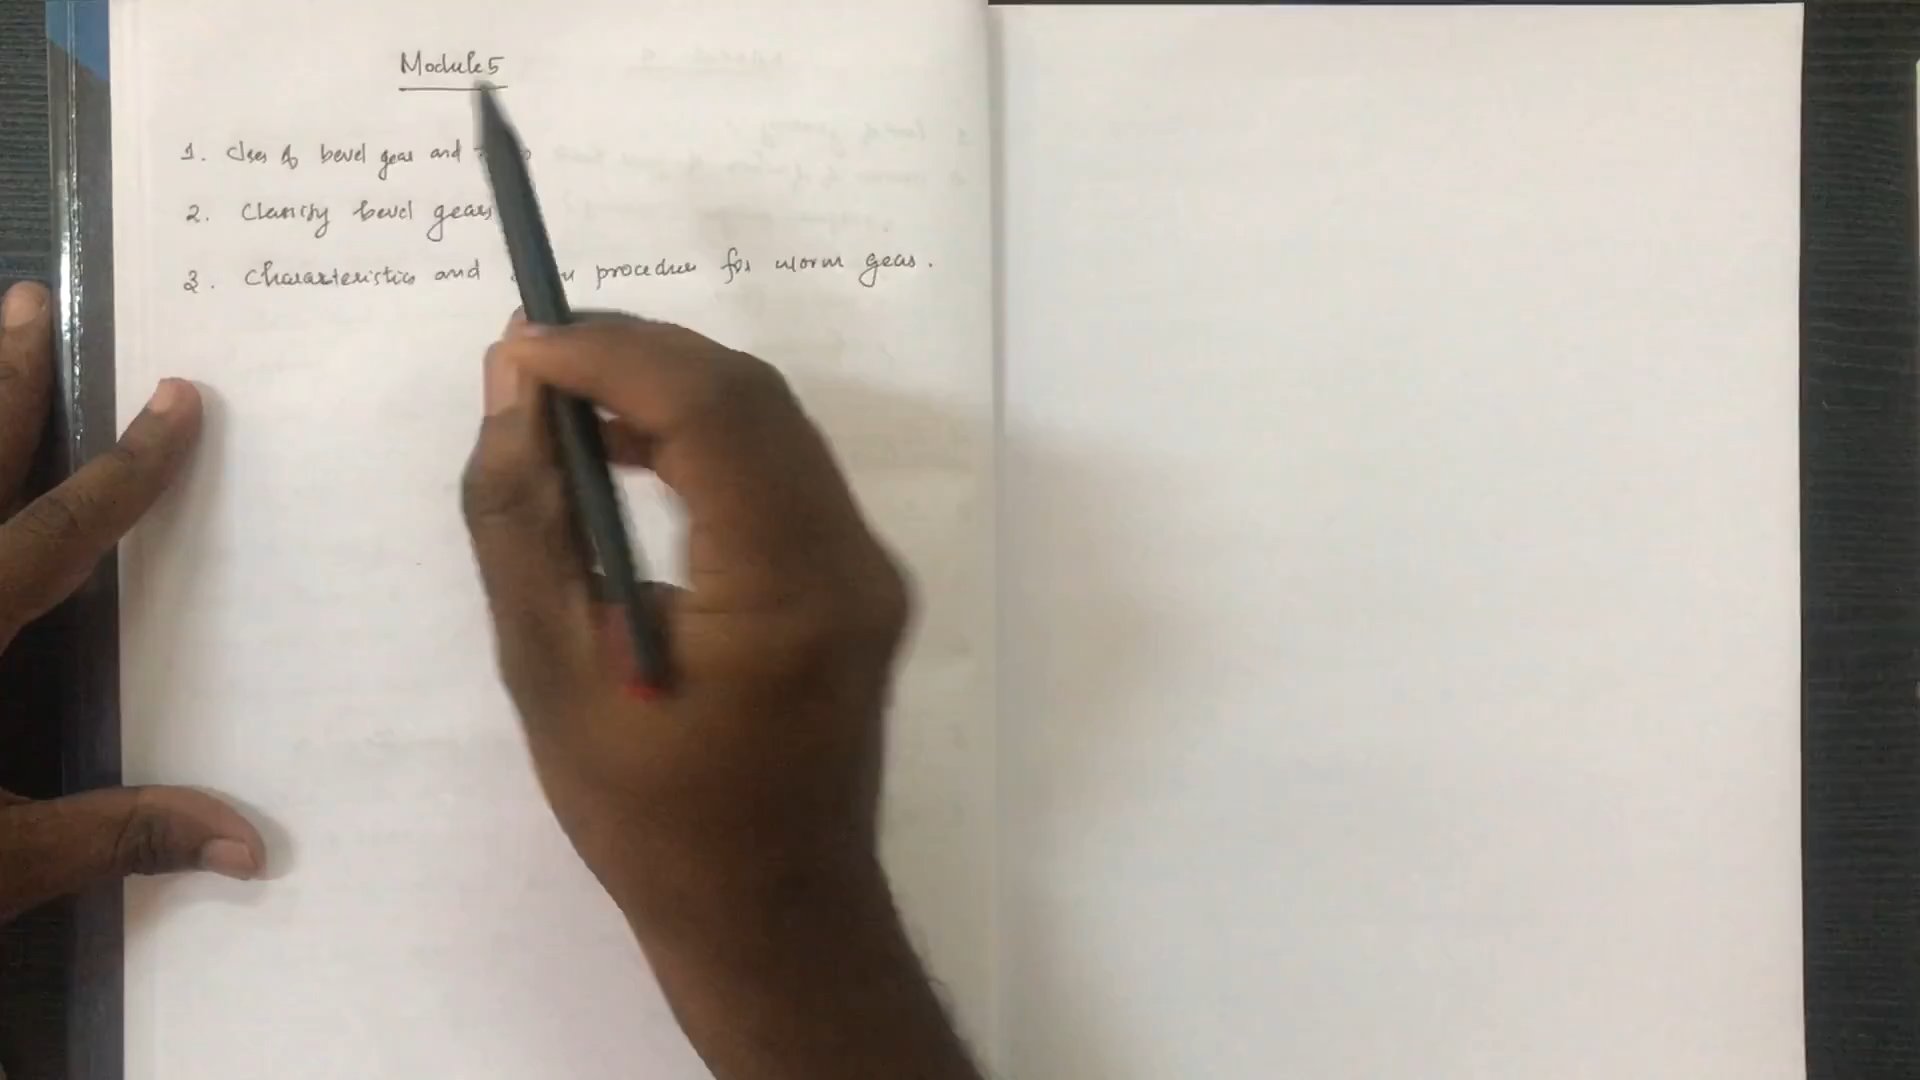 Module 5
1. Uses of bevel gear and
2. Classify bevel gears
3. Characteristics and procedure for worm gear.